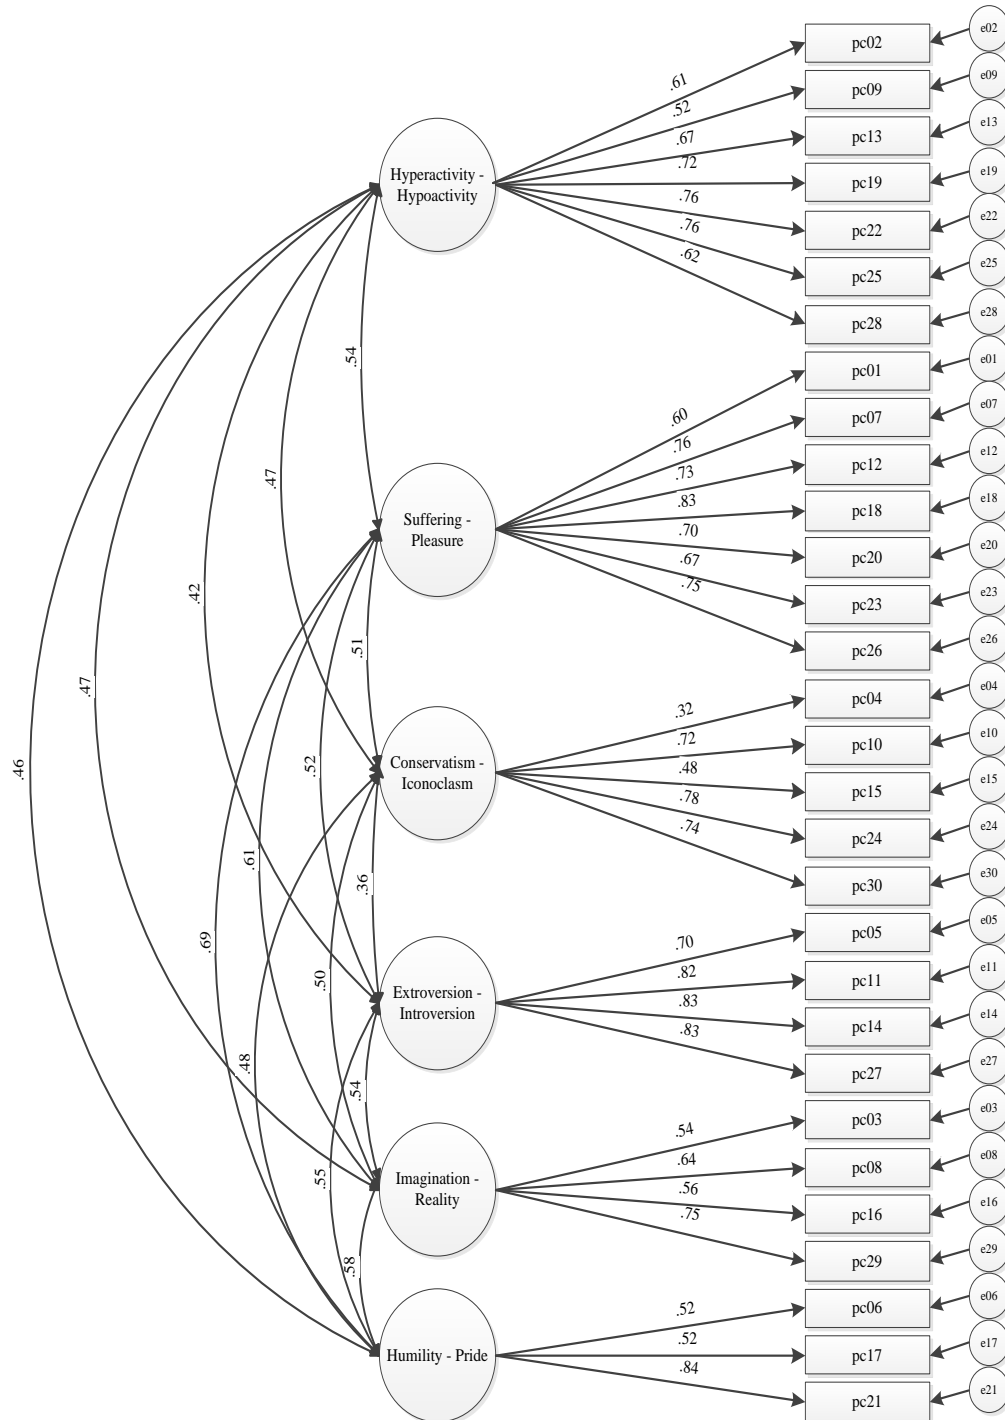 pc02
e02
.61
pc09
e09
.52
pc13
e13
.67
Hyperactivity -
Hypoactivity
.72
pc19
e19
.76
pc22
e22
.76
pc25
e25
.62
pc28
e28
.54
pc01
e01
.60
pc07
e07
.76
pc12
e12
.73
.47
Suffering -
Pleasure
.83
pc18
e18
.70
pc20
e20
.67
pc23
e23
.75
pc26
e26
.42
.51
pc04
e04
.32
.47
pc10
e10
.72
Conservatism -
Iconoclasm
.46
.52
.48
pc15
e15
.78
pc24
e24
.74
pc30
e30
.61
.36
pc05
e05
.70
.69
.50
pc11
e11
.82
Extroversion -
Introversion
.83
pc14
e14
.83
pc27
e27
.48
.54
pc03
e03
.54
.55
pc08
e08
.64
Imagination -
Reality
.56
pc16
e16
.75
pc29
e29
.58
pc06
e06
.52
Humility - Pride
.52
pc17
e17
.84
pc21
e21